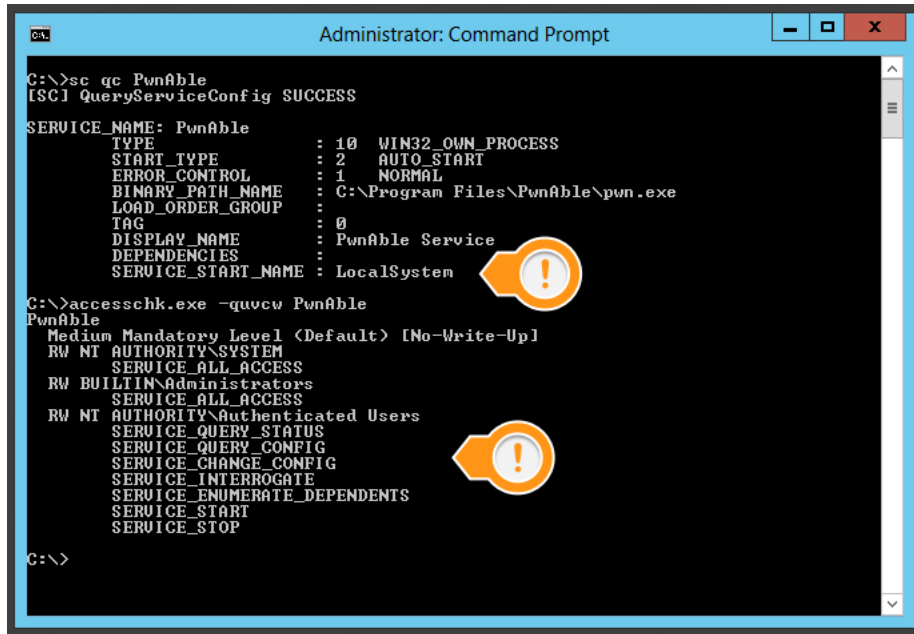 Administrator: Command Prompt
C:\>sc qc PwnAble
[SC] QueryServiceConfig SUCCESS
SERVICE_NAME: PwnAble
TYPE : 10 WIN32_OWN_PROCESS
START_TYPE : 2 AUTO_START
ERROR_CONTROL : 1 NORMAL
BINARY_PATH_NAME : C:\Program Files\PwnAble\pwn.exe
LOAD_ORDER_GROUP :
TAG : 0
DISPLAY_NAME : PwnAble Service
DEPENDENCIES :
SERVICE_START_NAME : LocalSystem
C:\>accesschk.exe -quvcw PwnAble
PwnAble
Medium Mandatory Level (Default) [No-Write-Up]
RW NT AUTHORITY\SYSTEM
SERVICE_ALL_ACCESS
RW BUILTIN\Administrators
SERVICE_ALL_ACCESS
RW NT AUTHORITY\Authenticated Users
SERVICE_QUERY_STATUS
SERVICE_QUERY_CONFIG
SERVICE_CHANGE_CONFIG
SERVICE_INTERROGATE
SERVICE_ENUMERATE_DEPENDENTS
SERVICE_START
SERVICE_STOP
C:\>